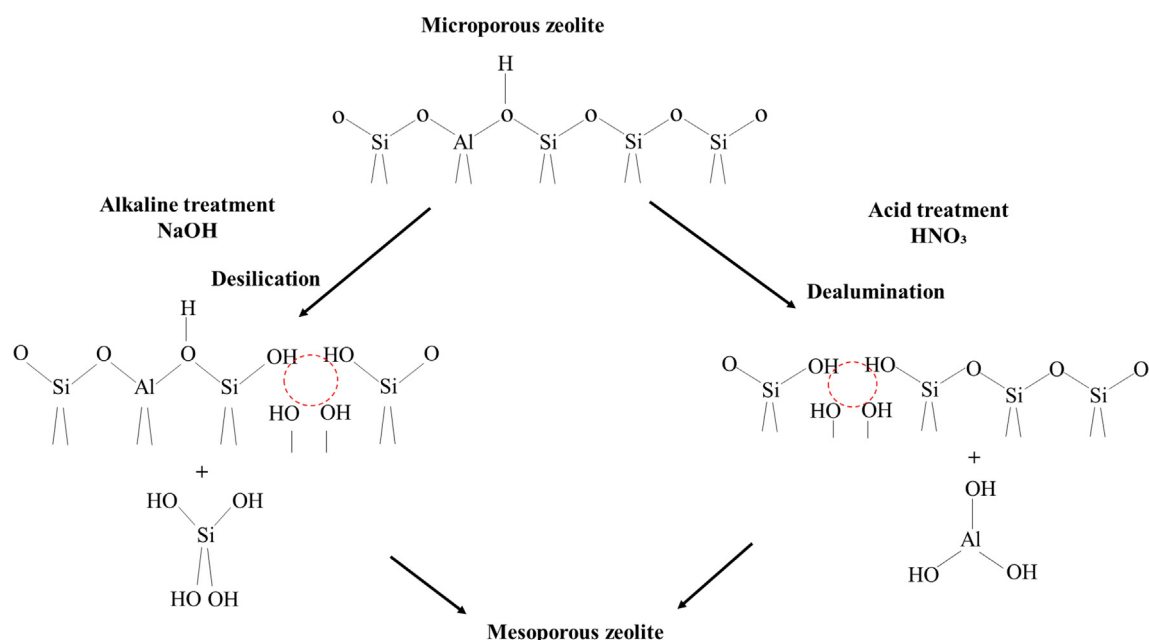 Microporous zeolite
H
o o o o o o
Si Al Si Si Si
Alkaline treatment
NaOH
Acid treatment
HNO₃
Desilication
Dealumination
H
O O O OH HO O
Si Al Si Si
HO OH
+
HO OH
Si
HO OH
O OH HO O O O
Si Si Si Si
HO OH
+
OH
Al
HO OH
Mesoporous zeolite